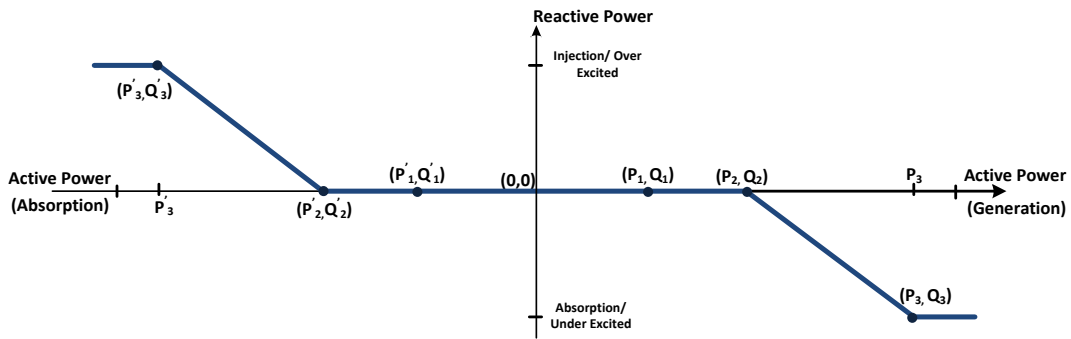 Reactive Power
Injection/ Over
Excited
(P'3,Q'3)
Active Power
(Absorption)
P'3
(P'2,Q'2)
(P'1,Q'1)
(0,0)
(P1, Q1)
(P2, Q2)
P3
Active Power
(Generation)
(P3, Q3)
Absorption/
Under Excited